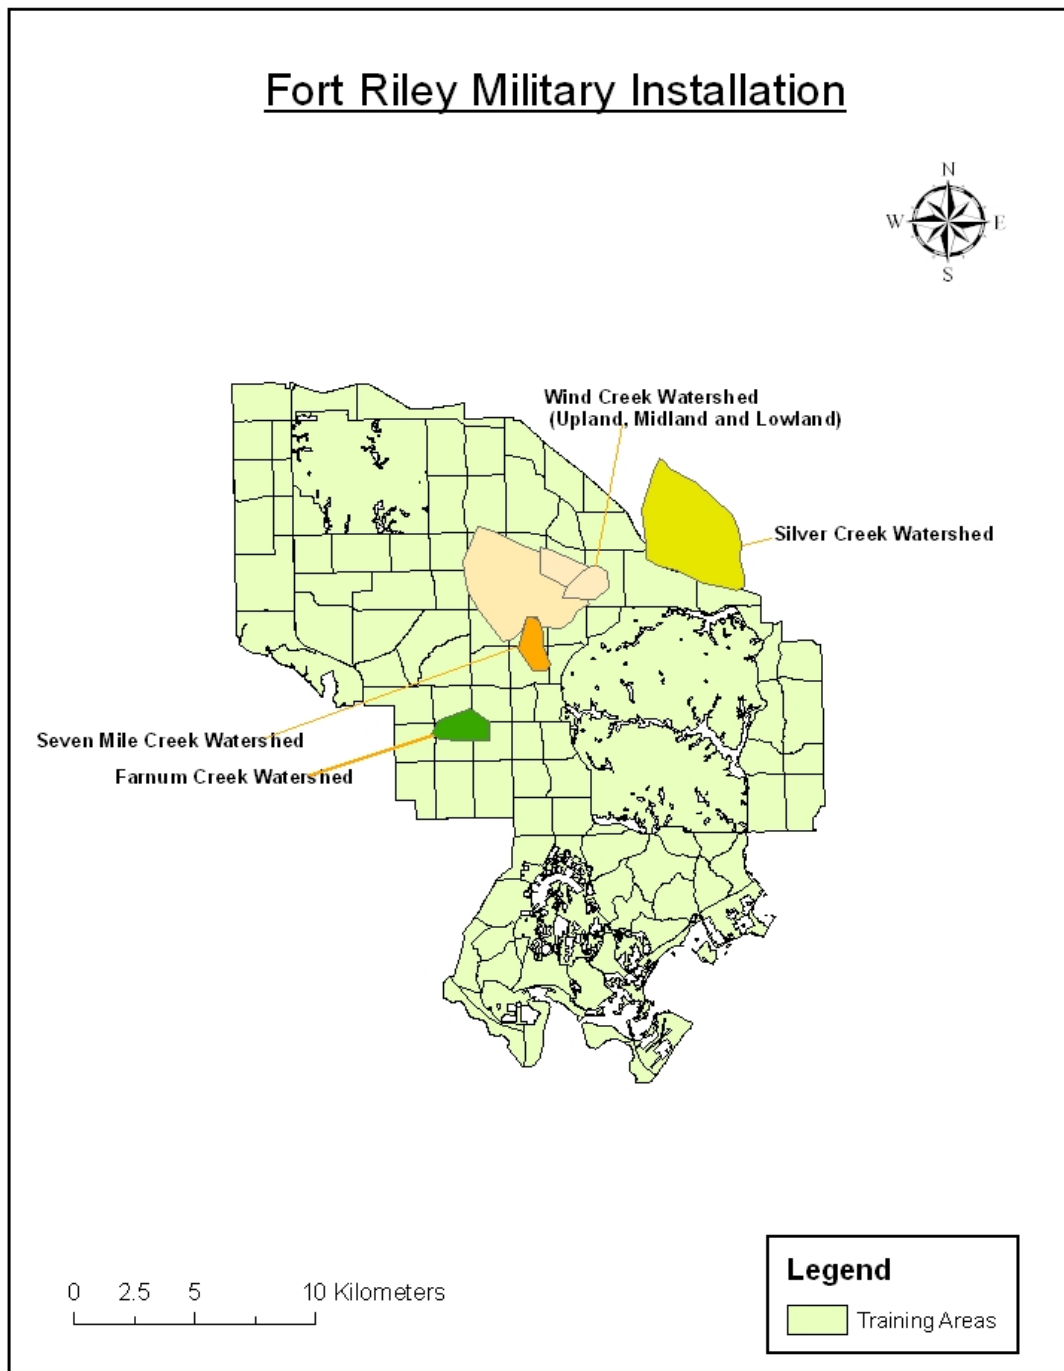 Fort Riley Military Installation
N
W E
S
Wind Creek Watershed
(Upland, Midland and Lowland)
Silver Creek Watershed
Seven Mile Creek Watershed
Farnum Creek Watershed
Legend
Training Areas
0 2.5 5 10 Kilometers